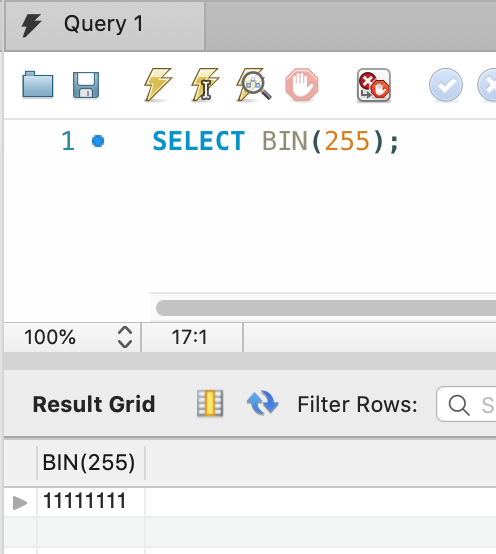 Query 1
1 SELECT BIN(255);
100% 17:1
Result Grid Filter Rows: S
BIN(255)
11111111